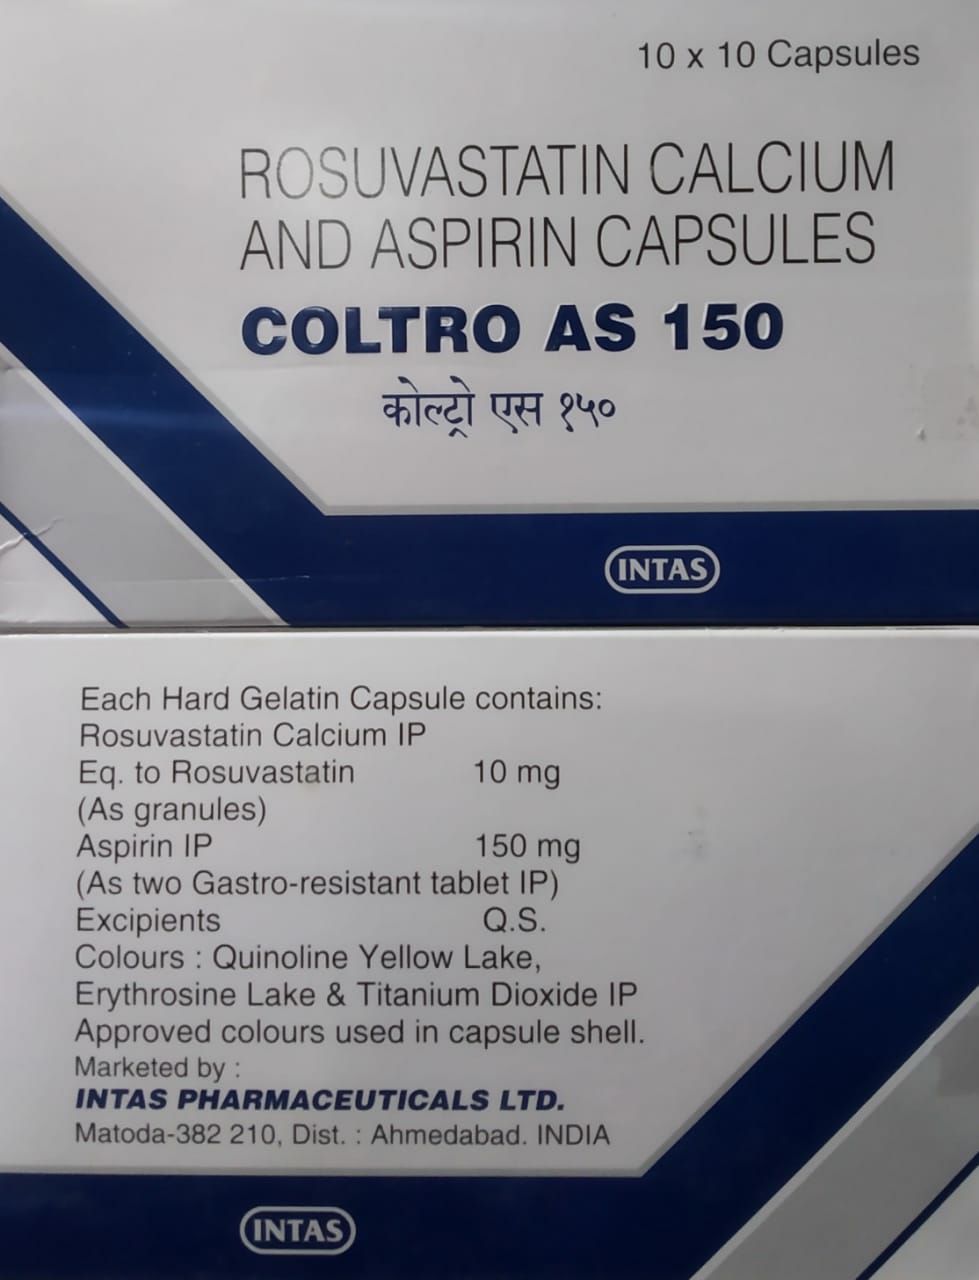 10 x 10 Capsules
ROSUVASTATIN CALCIUM
AND ASPIRIN CAPSULES
COLTRO AS 150
कोल्ट्रो एस १५०
INTAS
Each Hard Gelatin Capsule contains:
Rosuvastatin Calcium IP
Eq. to Rosuvastatin 10 mg
(As granules)
Aspirin IP 150 mg
(As two Gastro-resistant tablet IP)
Excipients Q.S.
Colours : Quinoline Yellow Lake,
Erythrosine Lake & Titanium Dioxide IP
Approved colours used in capsule shell.
Marketed by :
INTAS PHARMACEUTICALS LTD.
Matoda-382 210, Dist. : Ahmedabad. INDIA
INTAS